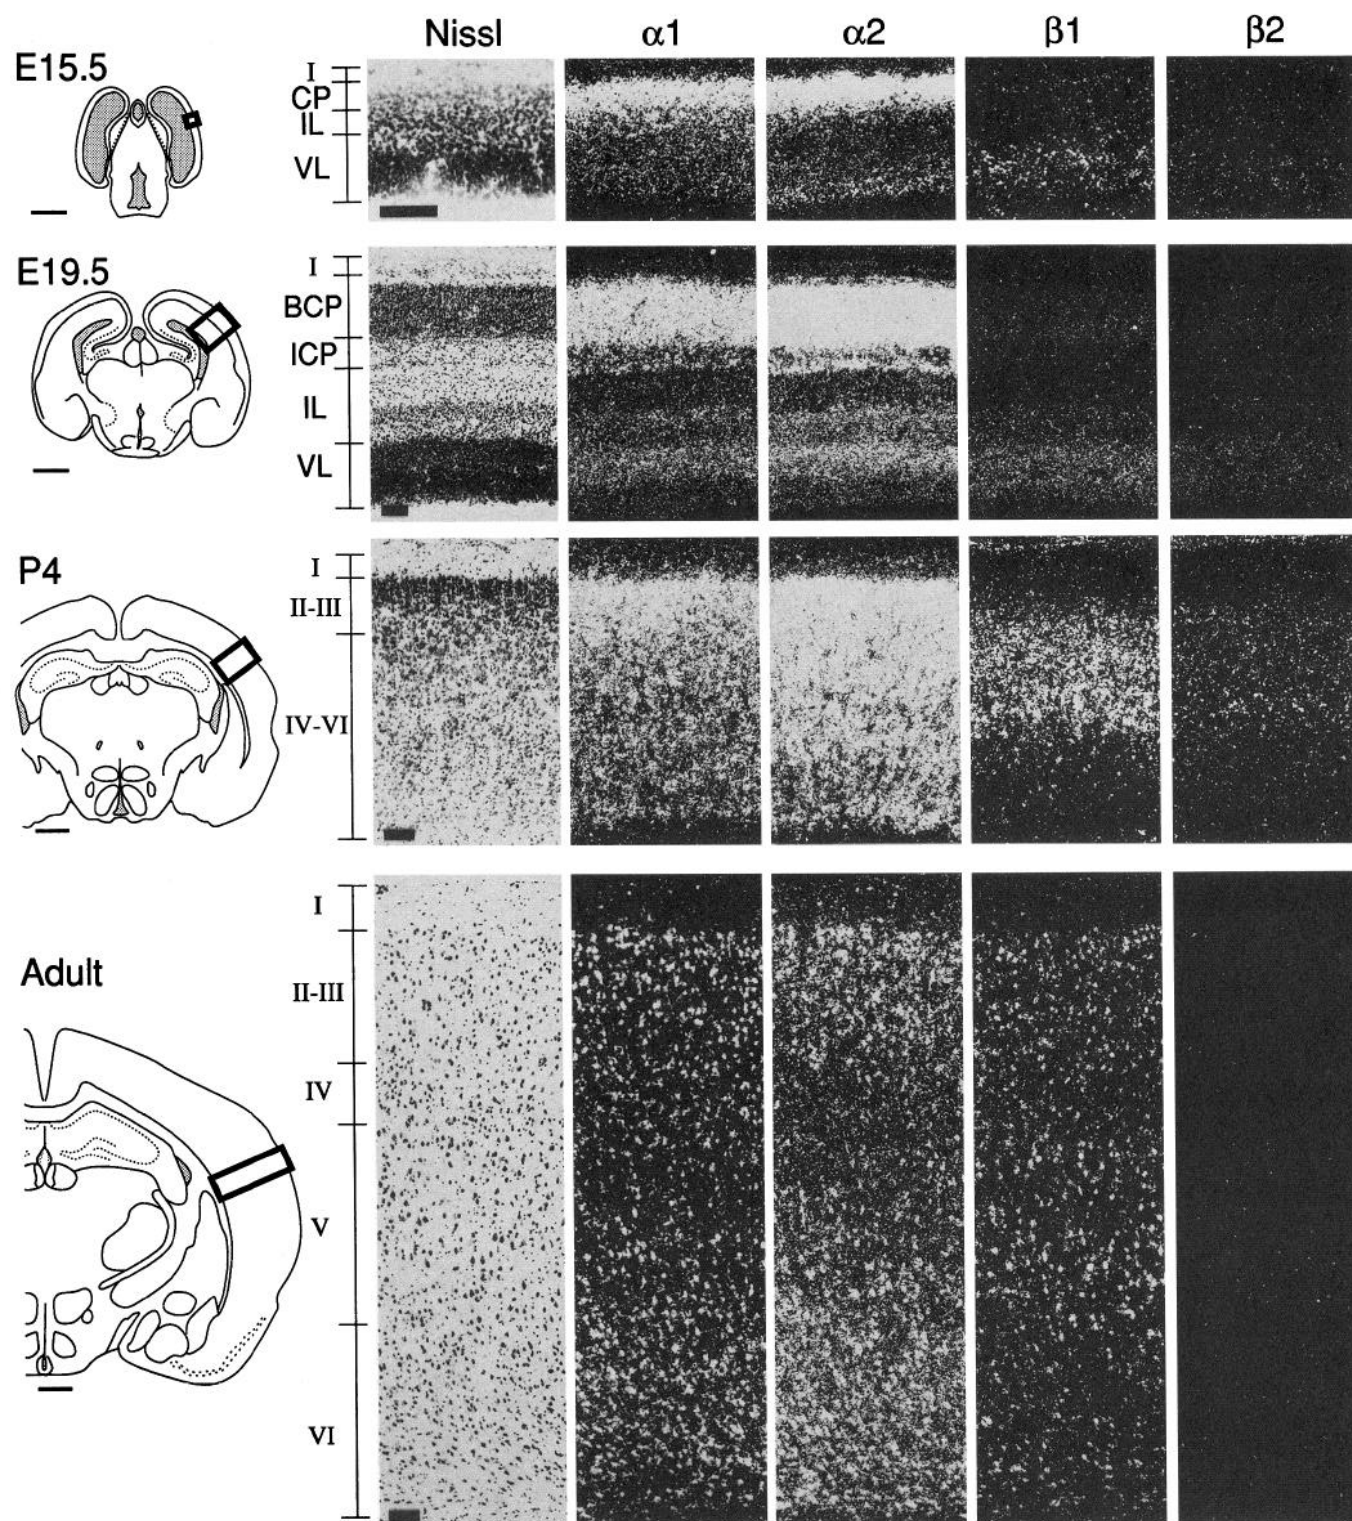 Nissl α1 α2 β1 β2
E15.5
I
CP
IL
VL
E19.5
I
BCP
ICP
IL
VL
P4
I
II-III
IV-VI
Adult
I
II-III
IV
V
VI